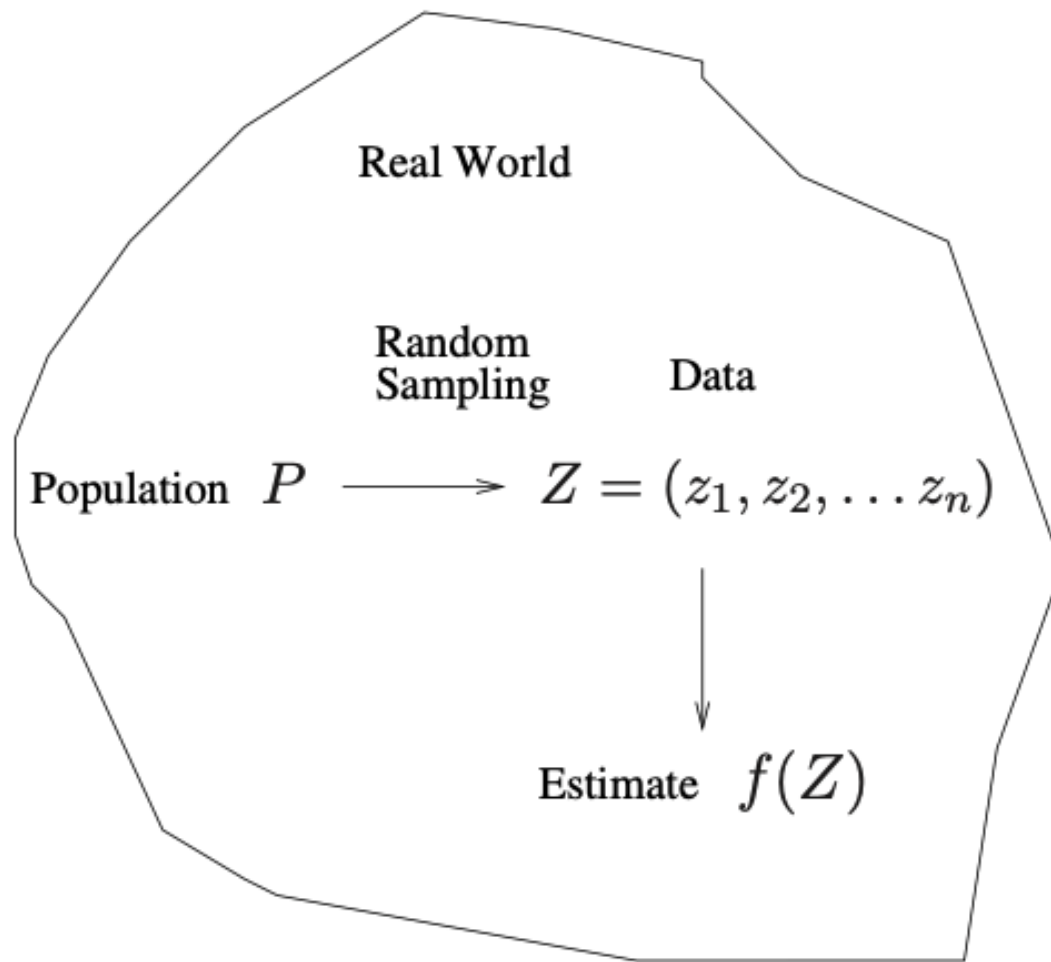 Real World
Random
Sampling
Data
Population P
Z = (z₁, z₂, … zₙ)
Estimate f(Z)